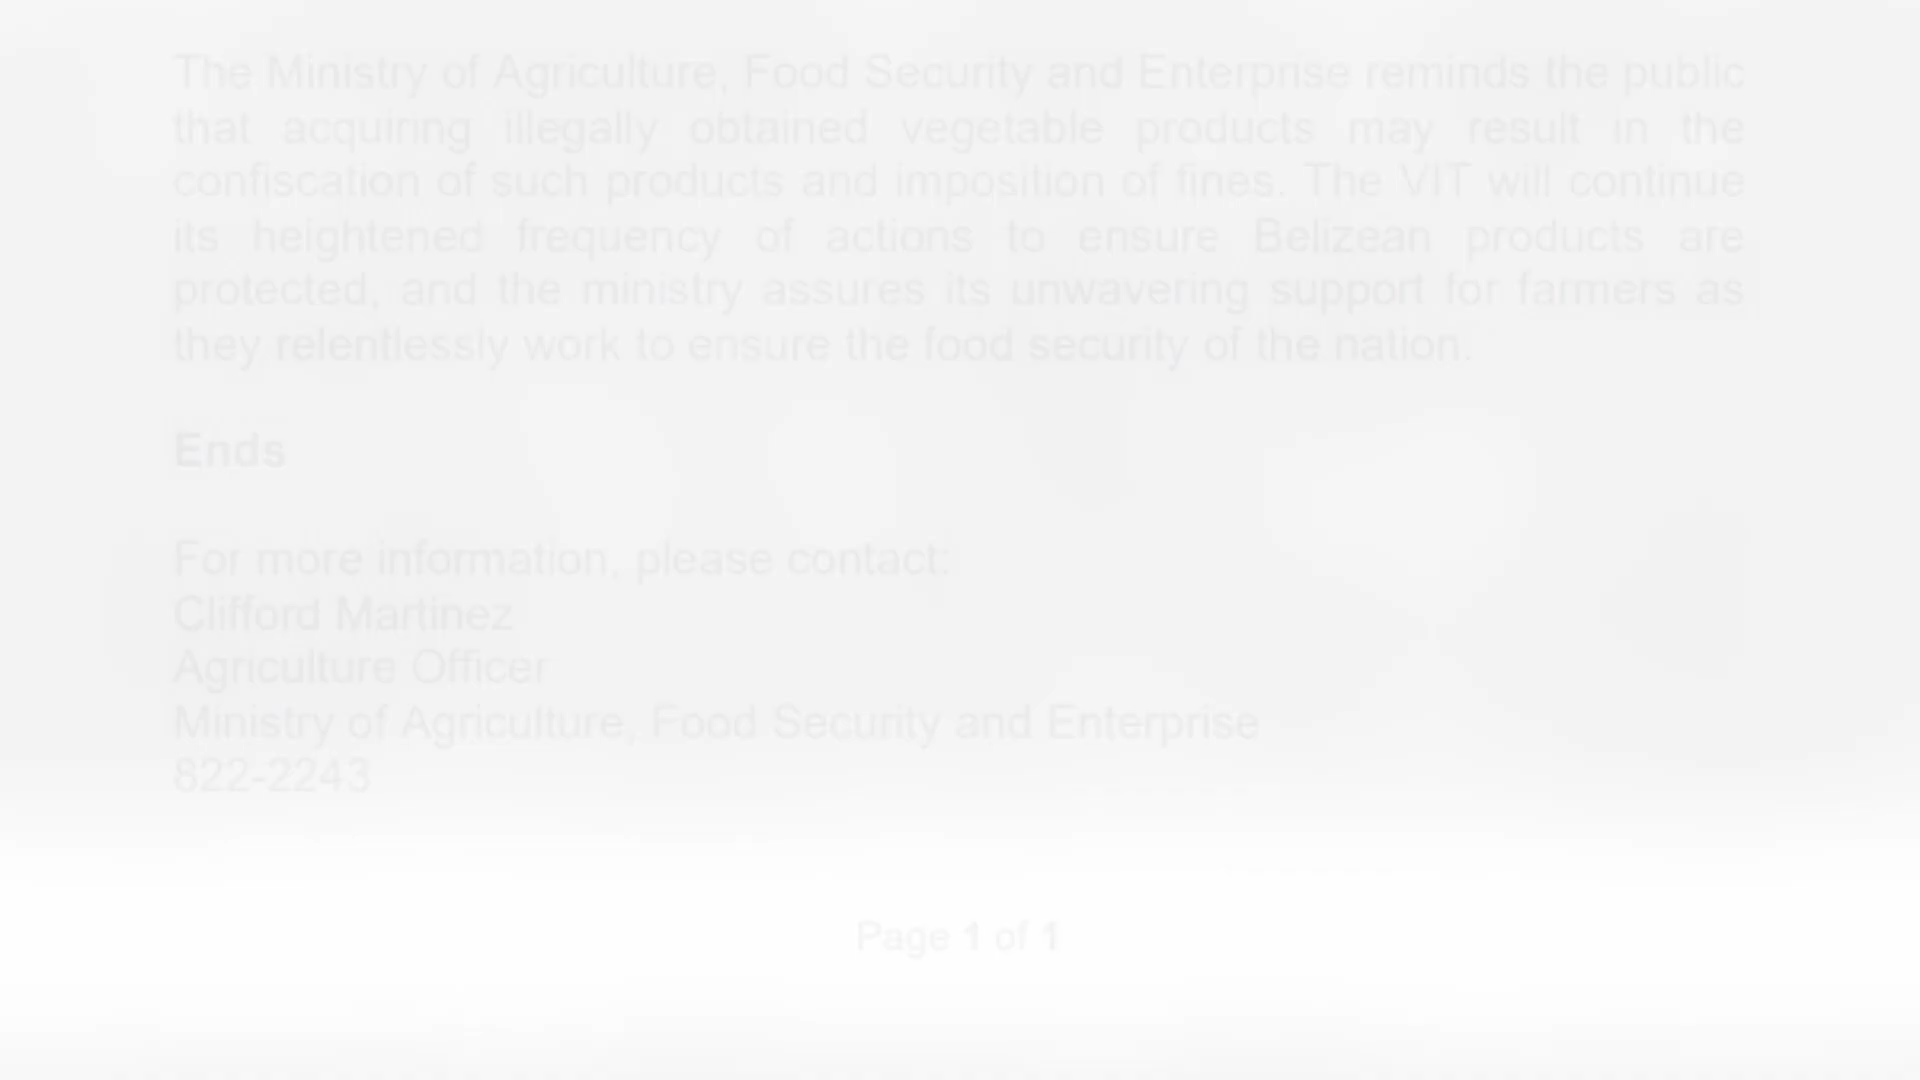 The Ministry of Agriculture, Food Security and Enterprise reminds the public
that acquiring illegally obtained vegetable products may result in the
confiscation of such products and imposition of fines. The VIT will continue
its heightened frequency of actions to ensure Belizean products are
protected, and the ministry assures its unwavering support for farmers as
they relentlessly work to ensure the food security of the nation.
Ends
For more information, please contact:
Clifford Martinez
Agriculture Officer
Ministry of Agriculture, Food Security and Enterprise
822-2243
Page 1 of 1